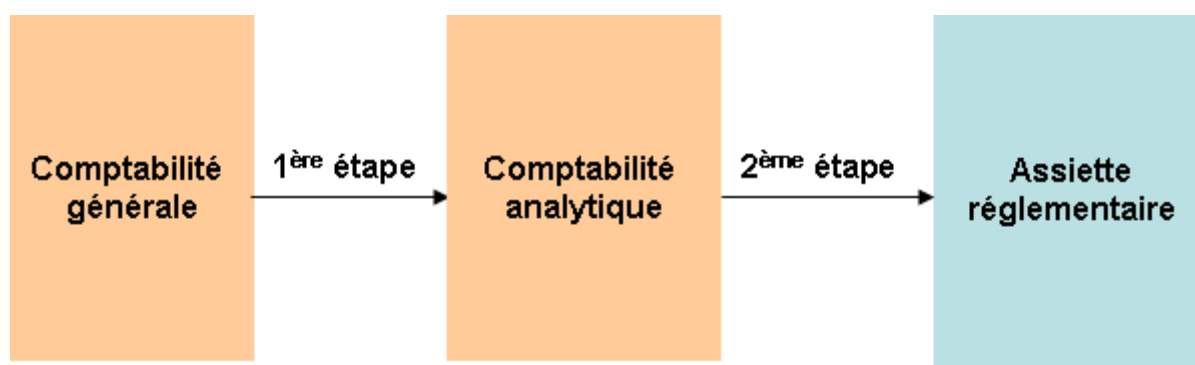 Comptabilité
générale
1ère étape
Comptabilité
analytique
2ème étape
Assiette
réglementaire